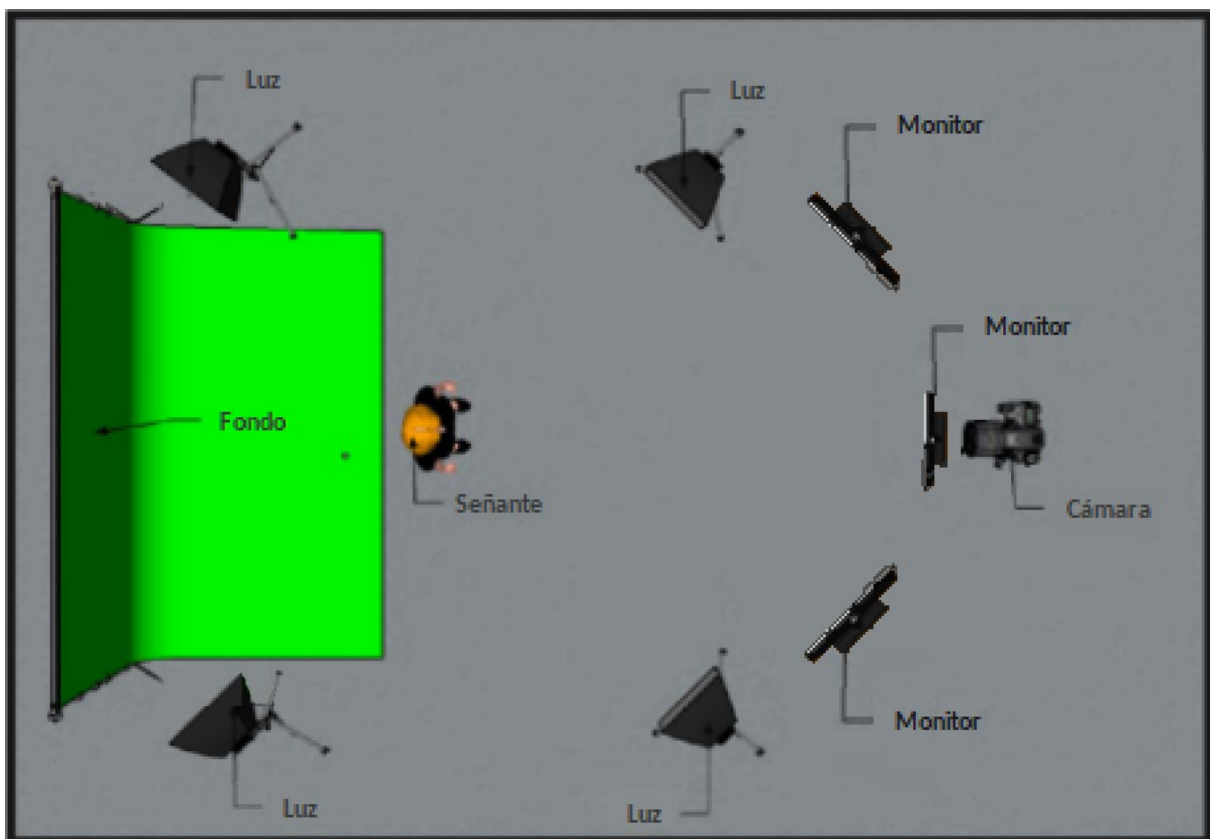 Luz
Luz
Monitor
Monitor
Fondo
Señante
Cámara
Monitor
Luz
Luz